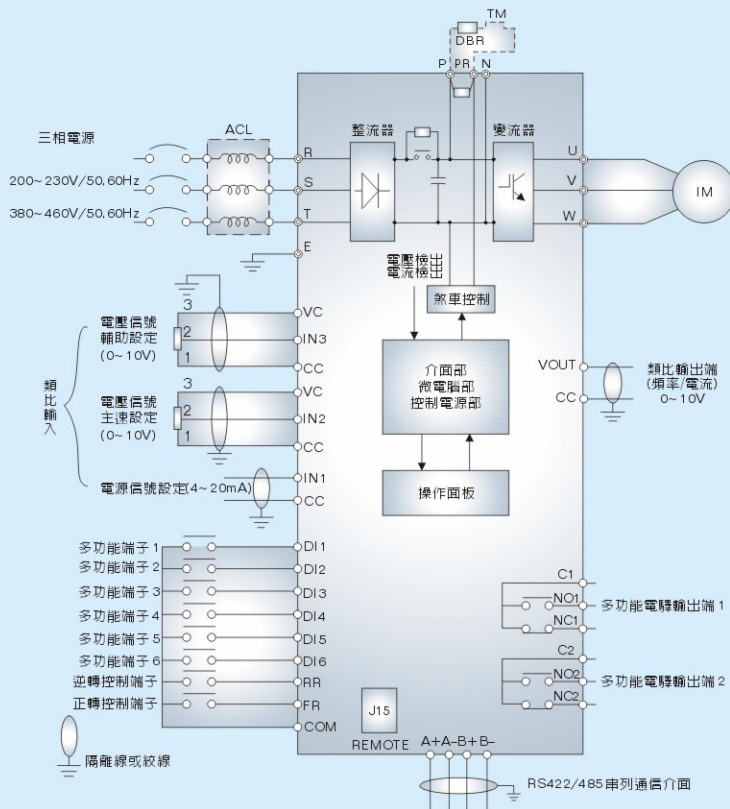 TM
DBR
P PR N
三相電源
ACL
200~230V/50,60Hz
380~460V/50,60Hz
R
S
T
E
整流器
變流器
U
V
W
IM
電壓檢出
電流檢出
煞車控制
介面部
微電腦部
控制電源部
操作面板
類比輸入
電壓信號
輔助設定
(0~10V)
3
2
1
VC
IN3
CC
電壓信號
主速設定
(0~10V)
3
2
1
VC
IN2
CC
電源信號設定(4~20mA)
IN1
CC
VOUT
CC
類比輸出端
(頻率/電流)
0~10V
多功能端子1 DI1
多功能端子2 DI2
多功能端子3 DI3
多功能端子4 DI4
多功能端子5 DI5
多功能端子6 DI6
逆轉控制端子 RR
正轉控制端子 FR
COM
C1
NO1
NC1
多功能電驛輸出端1
C2
NO2
NC2
多功能電驛輸出端2
J15
REMOTE
A+A-B+B-
隔離線或絞線
RS422/485串列通信介面